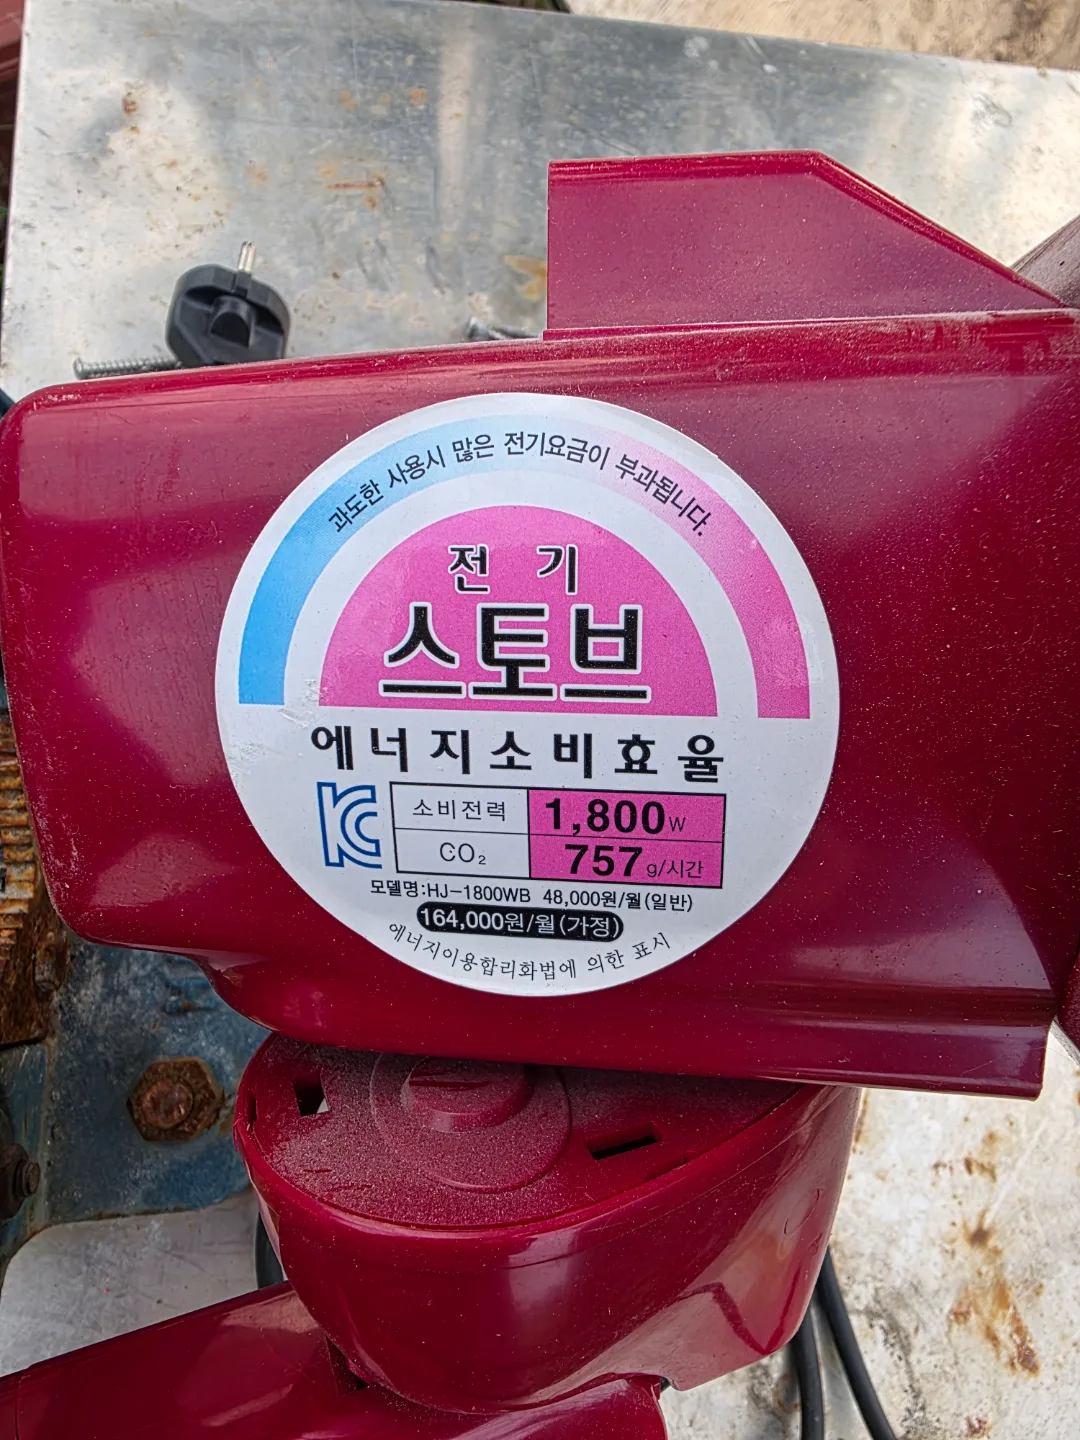 과도한 사용시 많은 전기요금이 부과됩니다.
전 기
스토브
에너지소비효율
소비전력 1,800W
CO₂ 757g/시간
모델명:HJ-1800WB 48,000원/월(일반)
164,000원/월(가정)
에너지이용합리화법에 의한 표시